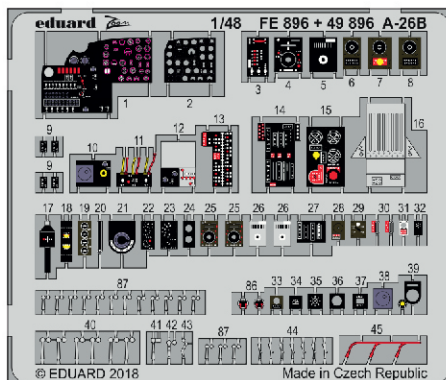 eduard Zoom 1/48 FE 896 + 49 896 A-26B
1 2 3 4 5 6 7 8
9 10 11 12 13 14 15 16
9
17 18 19 20 21 22 23 24 25 25 26 26 27 28 29 30 31 32
87 86 33 34 35 36 37 38 39
40 41 42 43 87 44 45
© EDUARD 2018 Made in Czech Republic